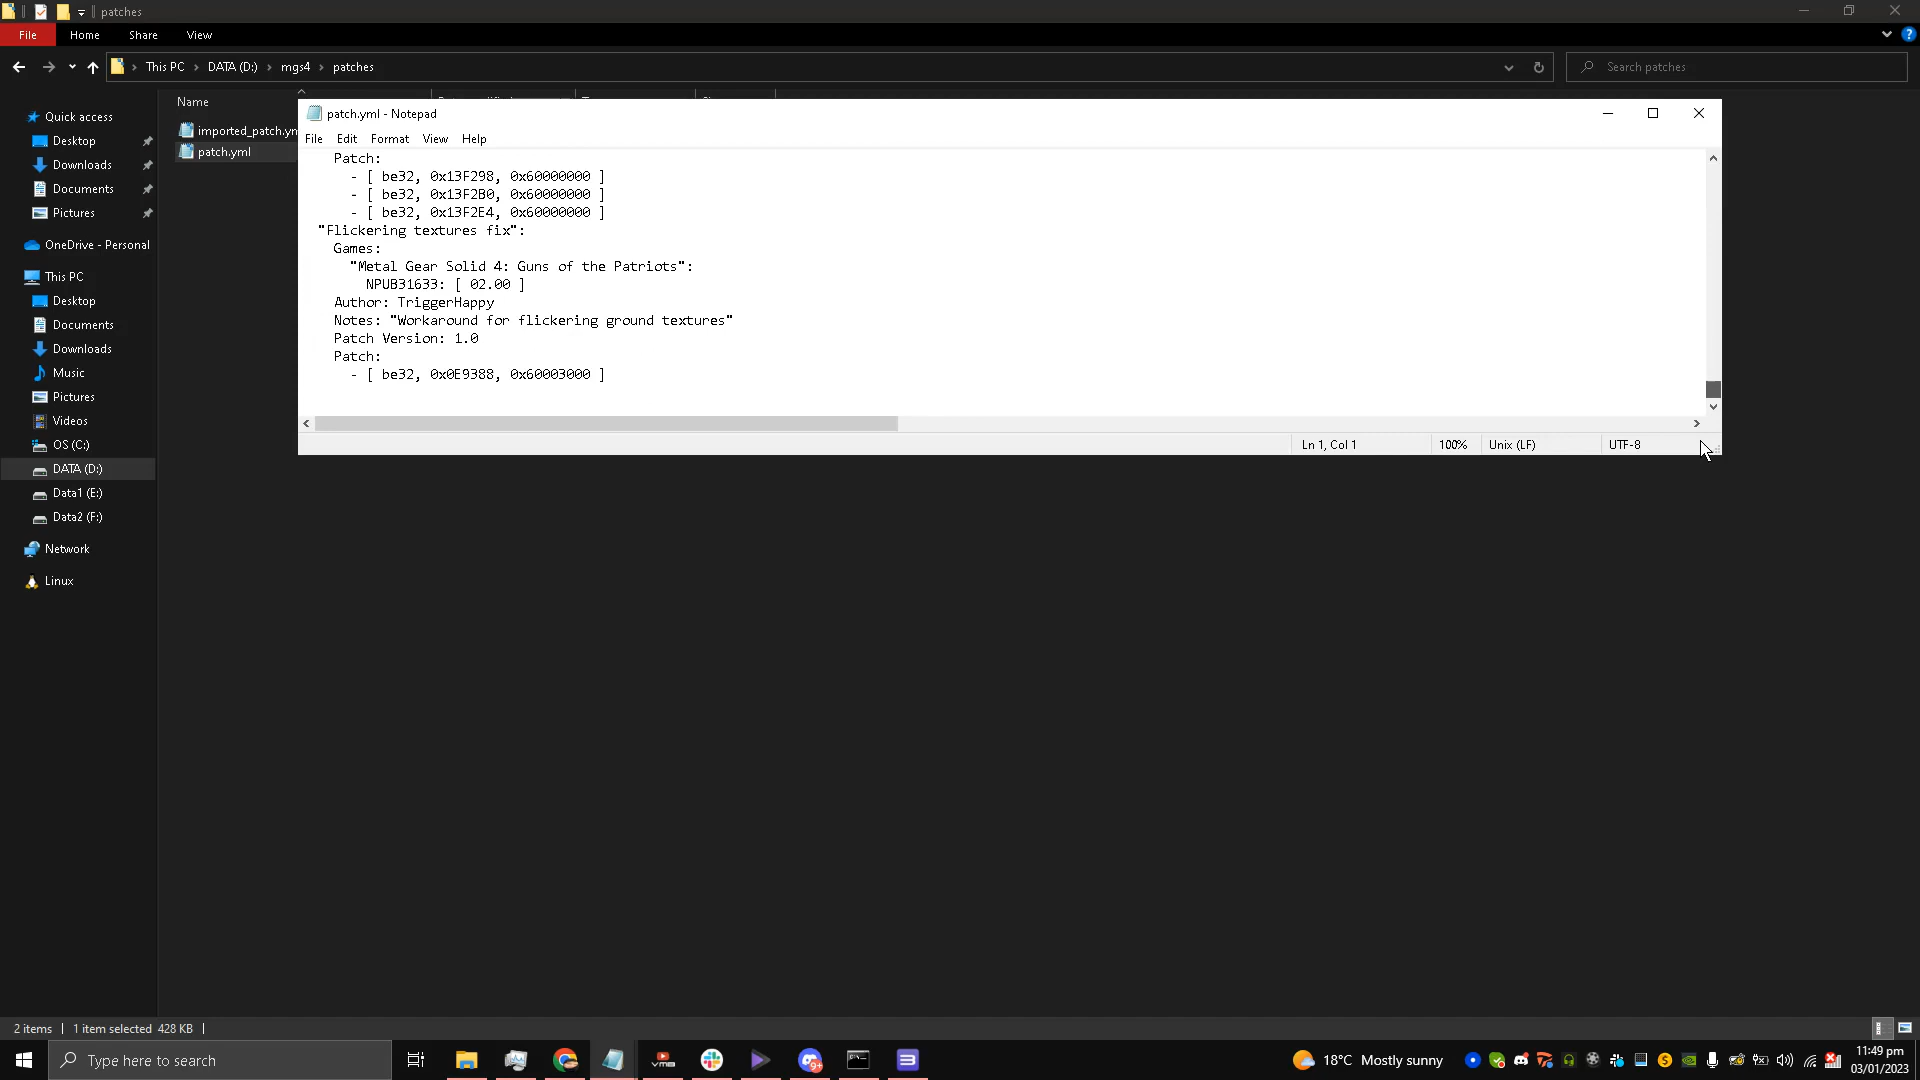 patches
File
Home
Share
View
This PC
DATA (D:)
mgs4
patches
Search patches
Name
Quick access
Desktop
Downloads
Documents
Pictures
OneDrive - Personal
This PC
Desktop
Documents
Downloads
Music
Pictures
Videos
OS (C:)
DATA (D:)
Data1 (E:)
Data2 (F:)
Network
Linux
imported_patch.ym
patch.yml
patch.yml - Notepad
File Edit Format View Help
Patch:
- [ be32, 0x13F298, 0x60000000 ]
- [ be32, 0x13F2B0, 0x60000000 ]
- [ be32, 0x13F2E4, 0x60000000 ]
"Flickering textures fix":
Games:
"Metal Gear Solid 4: Guns of the Patriots":
NPUB31633: [ 02.00 ]
Author: TriggerHappy
Notes: "Workaround for flickering ground textures"
Patch Version: 1.0
Patch:
- [ be32, 0x0E9388, 0x60003000 ]
Ln 1, Col 1
100%
Unix (LF)
UTF-8
2 items
1 item selected 428 KB
Type here to search
9+
18°C Mostly sunny
11:49 pm
03/01/2023